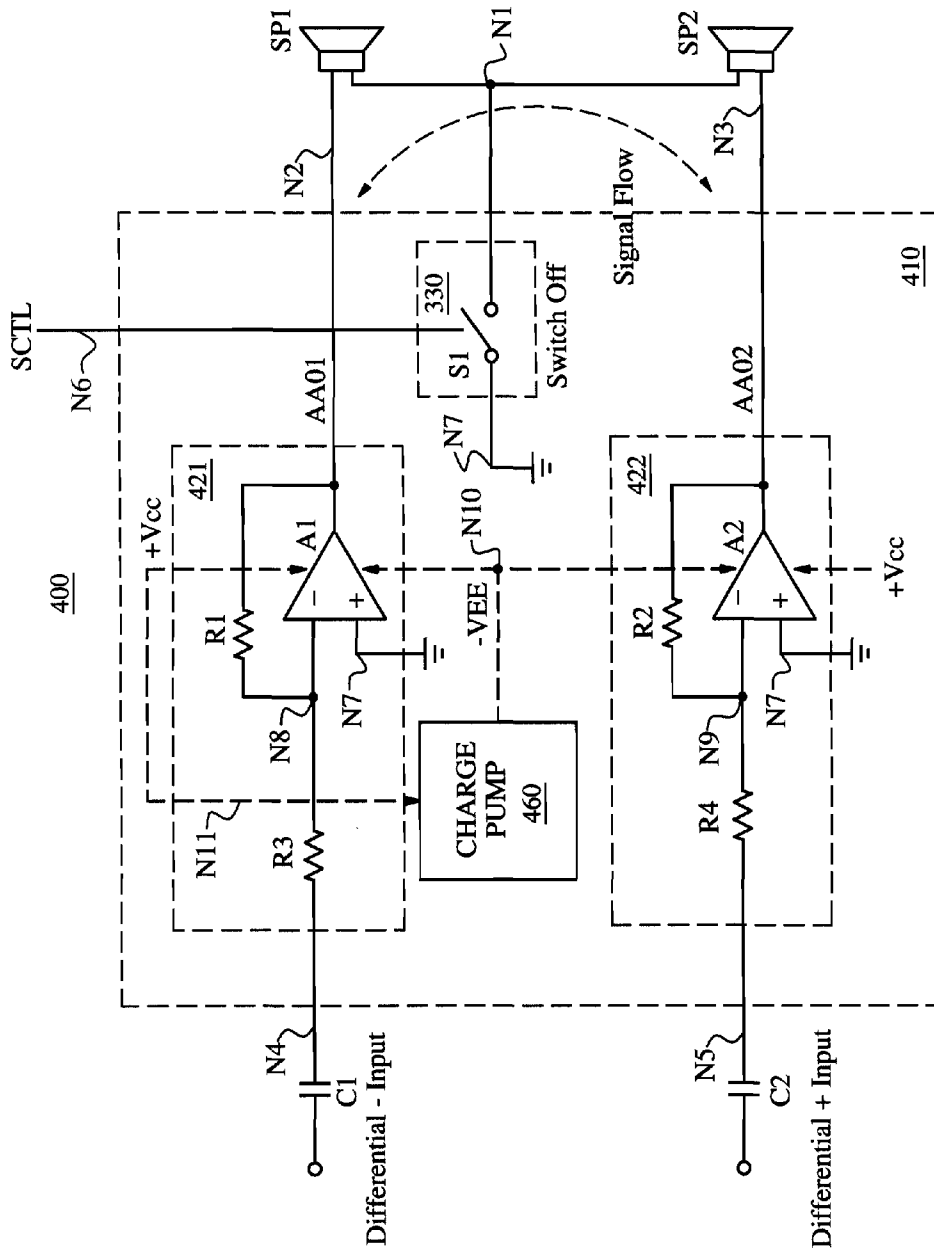 SP1
SP2
N1
N2
N3
SCTL
N6
Signal Flow
330
S1
Switch Off
410
AA01
AA02
N7
421
422
+Vcc
400
A1
N10
-VEE
A2
+Vcc
R1
R2
−
+
−
+
N7
N7
N8
N9
N11
CHARGE
PUMP
460
R3
R4
N4
N5
C1
C2
Differential - Input
Differential + Input